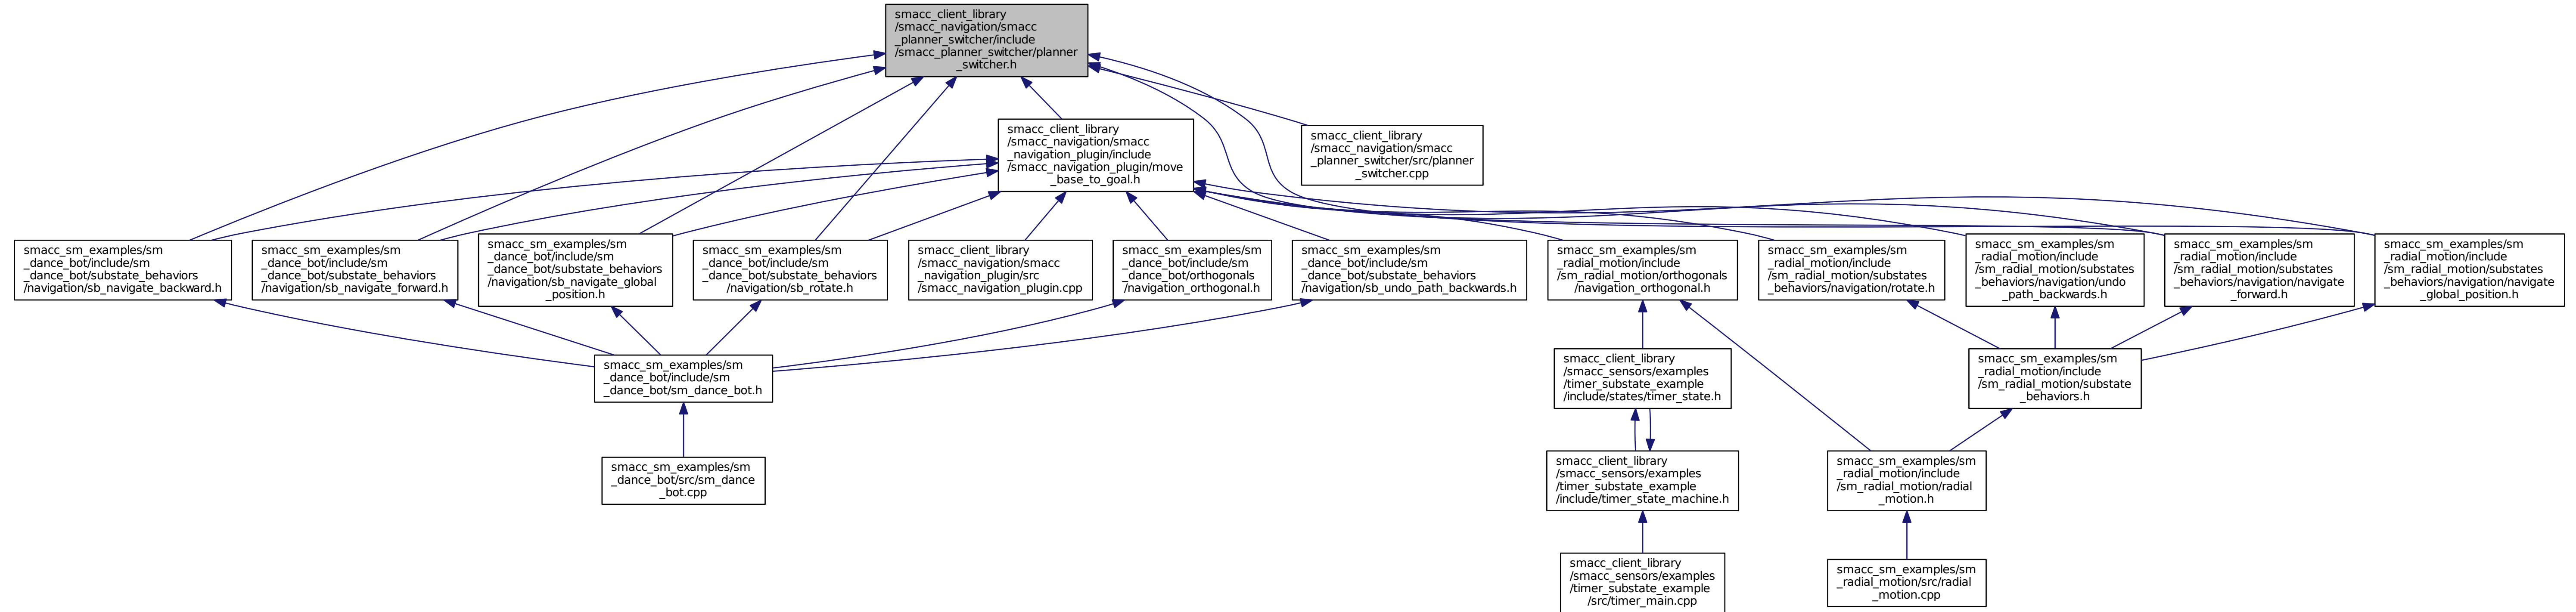 smacc_client_library
/smacc_navigation/smacc
_planner_switcher/include
/smacc_planner_switcher/planner
_switcher.h
smacc_client_library
/smacc_navigation/smacc
_navigation_plugin/include
/smacc_navigation_plugin/move
_base_to_goal.h
smacc_client_library
/smacc_navigation/smacc
_planner_switcher/src/planner
_switcher.cpp
smacc_sm_examples/sm
_dance_bot/include/sm
_dance_bot/substate_behaviors
/navigation/sb_navigate_backward.h
smacc_sm_examples/sm
_dance_bot/include/sm
_dance_bot/substate_behaviors
/navigation/sb_navigate_forward.h
smacc_sm_examples/sm
_dance_bot/include/sm
_dance_bot/substate_behaviors
/navigation/sb_navigate_global
_position.h
smacc_sm_examples/sm
_dance_bot/include/sm
_dance_bot/substate_behaviors
/navigation/sb_rotate.h
smacc_client_library
/smacc_navigation/smacc
_navigation_plugin/src
/smacc_navigation_plugin.cpp
smacc_sm_examples/sm
_dance_bot/include/sm
_dance_bot/orthogonals
/navigation_orthogonal.h
smacc_sm_examples/sm
_dance_bot/include/sm
_dance_bot/substate_behaviors
/navigation/sb_undo_path_backwards.h
smacc_sm_examples/sm
_radial_motion/include
/sm_radial_motion/orthogonals
/navigation_orthogonal.h
smacc_sm_examples/sm
_radial_motion/include
/sm_radial_motion/substates
_behaviors/navigation/rotate.h
smacc_sm_examples/sm
_radial_motion/include
/sm_radial_motion/substates
_behaviors/navigation/undo
_path_backwards.h
smacc_sm_examples/sm
_radial_motion/include
/sm_radial_motion/substates
_behaviors/navigation/navigate
_forward.h
smacc_sm_examples/sm
_radial_motion/include
/sm_radial_motion/substates
_behaviors/navigation/navigate
_global_position.h
smacc_sm_examples/sm
_dance_bot/include/sm
_dance_bot/sm_dance_bot.h
smacc_client_library
/smacc_sensors/examples
/timer_substate_example
/include/states/timer_state.h
smacc_sm_examples/sm
_radial_motion/include
/sm_radial_motion/substate
_behaviors.h
smacc_sm_examples/sm
_dance_bot/src/sm_dance
_bot.cpp
smacc_client_library
/smacc_sensors/examples
/timer_substate_example
/include/timer_state_machine.h
smacc_sm_examples/sm
_radial_motion/include
/sm_radial_motion/radial
_motion.h
smacc_client_library
/smacc_sensors/examples
/timer_substate_example
/src/timer_main.cpp
smacc_sm_examples/sm
_radial_motion/src/radial
_motion.cpp